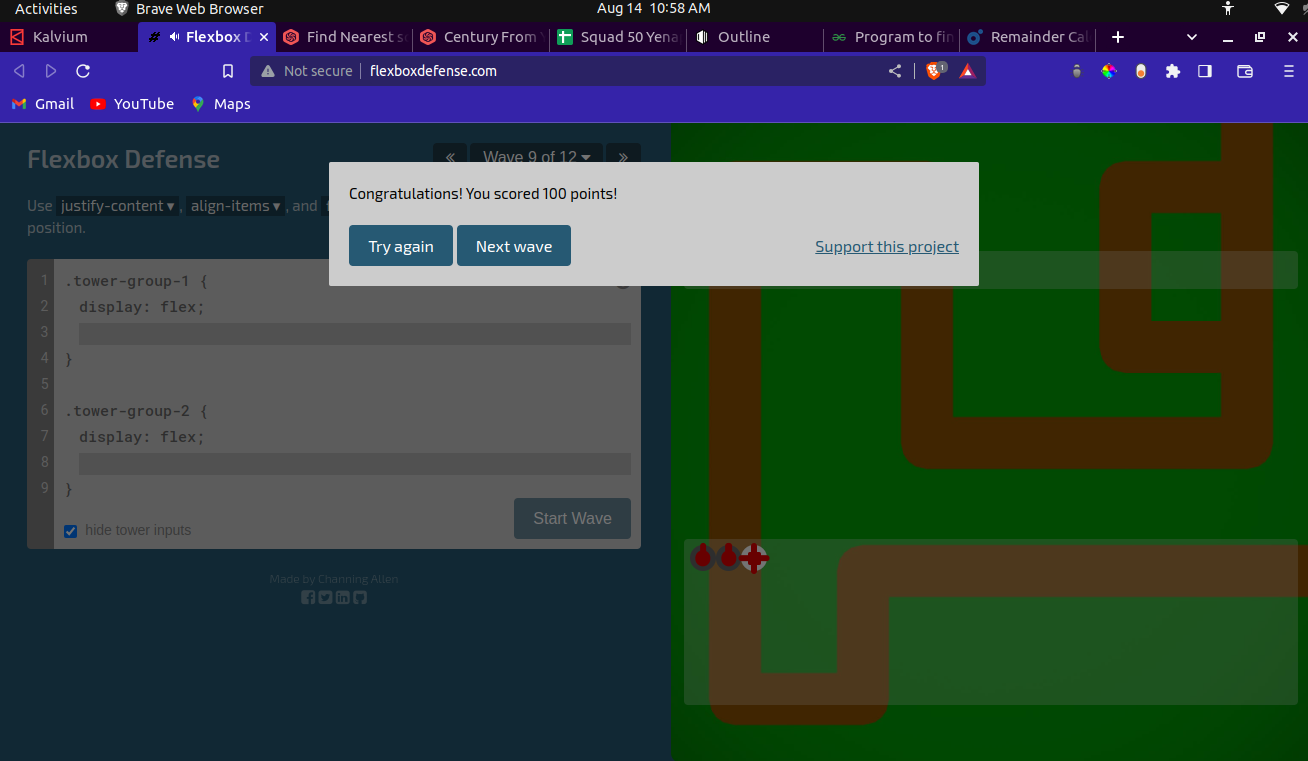 Activities
Brave Web Browser
Aug 14 10:58 AM
Kalvium
Flexbox D
Find Nearest s
Century From Y
Squad 50 Yena
Outline
Program to fin
Remainder Cal
Not secure
flexboxdefense.com
1
Gmail
YouTube
Maps
Flexbox Defense
Wave 9 of 12
Use justify-content ▾, align-items ▾, and
position.
Congratulations! You scored 100 points!
Try again
Next wave
Support this project
1 .tower-group-1 {
2 display: flex;
3
4 }
5
6 .tower-group-2 {
7 display: flex;
8
9 }
hide tower inputs
Start Wave
Made by Channing Allen